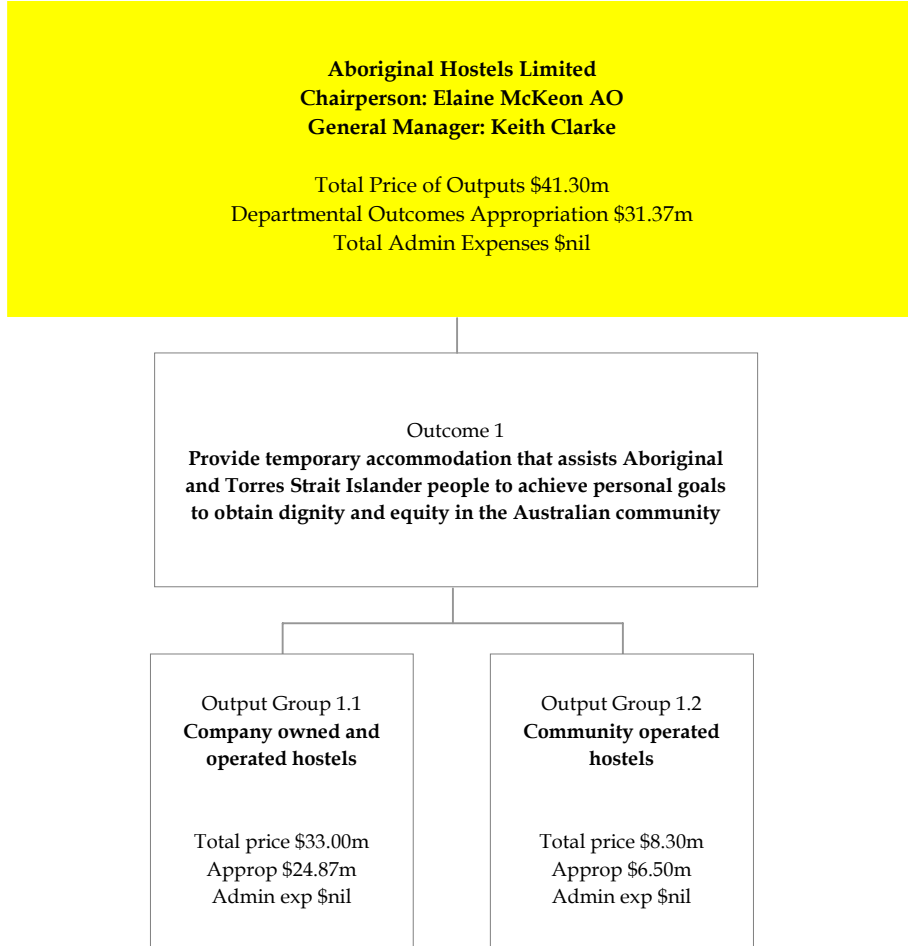 Aboriginal Hostels Limited
Chairperson: Elaine McKeon AO
General Manager: Keith Clarke
Total Price of Outputs $41.30m
Departmental Outcomes Appropriation $31.37m
Total Admin Expenses $nil
Outcome 1
Provide temporary accommodation that assists Aboriginal
and Torres Strait Islander people to achieve personal goals
to obtain dignity and equity in the Australian community
Output Group 1.1
Company owned and
operated hostels
Total price $33.00m
Approp $24.87m
Admin exp $nil
Output Group 1.2
Community operated
hostels
Total price $8.30m
Approp $6.50m
Admin exp $nil